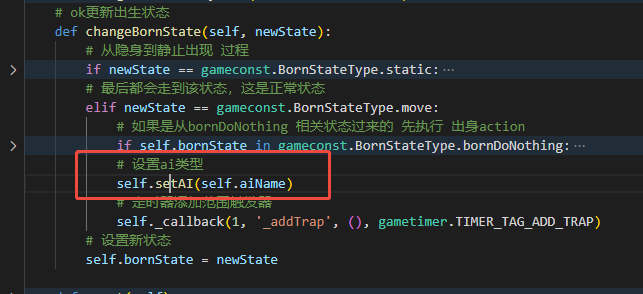 # ok更新出生状态
def changeBornState(self, newState):
# 从隐身到静止出现 过程
if newState == gameconst.BornStateType.static:…
# 最后都会走到该状态，这是正常状态
elif newState == gameconst.BornStateType.move:
# 如果是从bornDoNothing 相关状态过来的 先执行 出身action
if self.bornState in gameconst.BornStateType.bornDoNothing:…
# 设置ai类型
self.setAI(self.aiName)
# 定时器添加范围触发器
self._callback(1, '_addTrap', (), gametimer.TIMER_TAG_ADD_TRAP)
# 设置新状态
self.bornState = newState